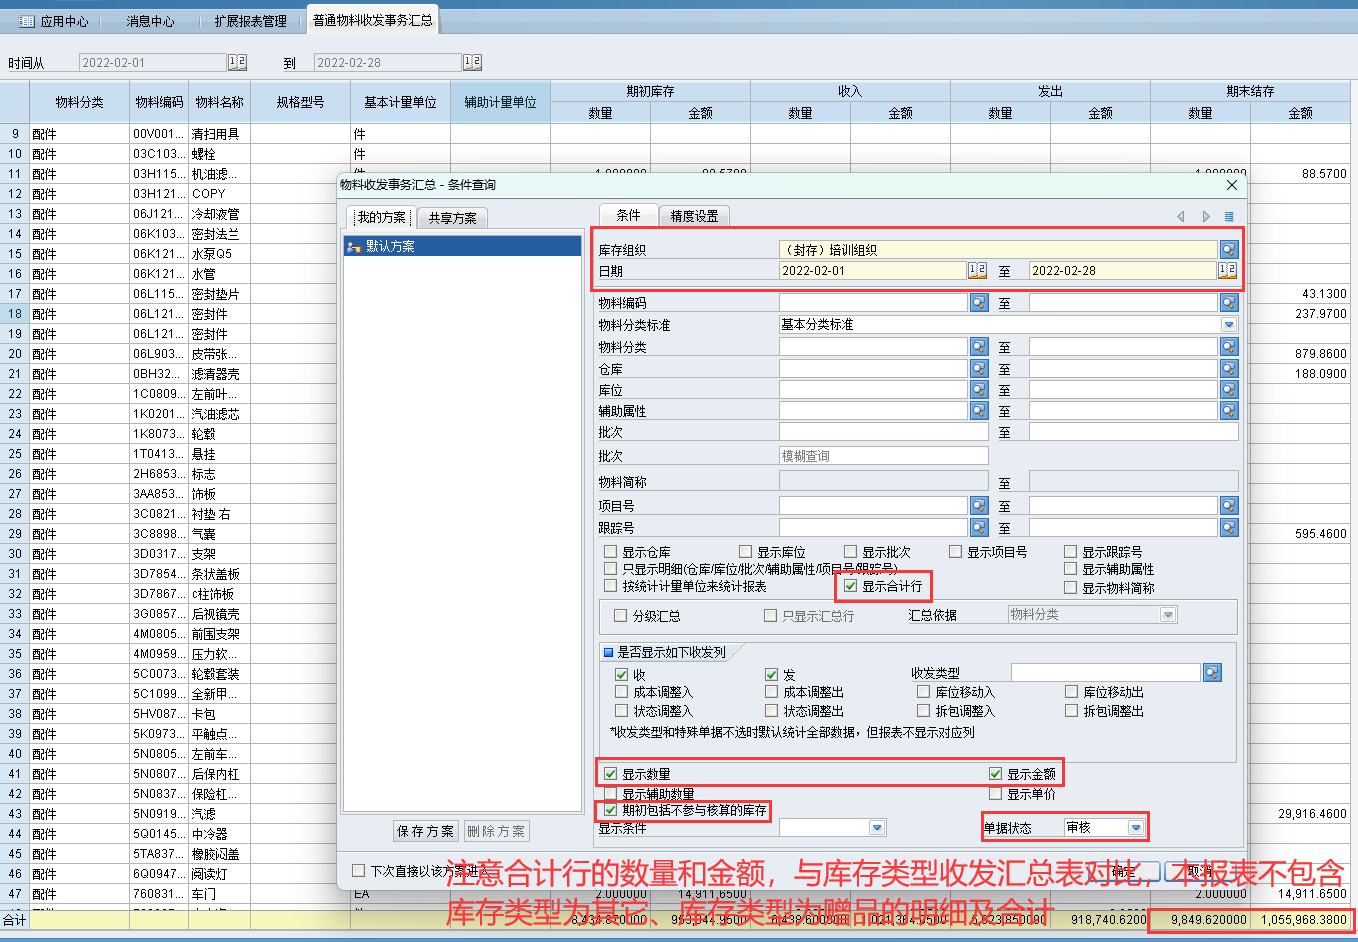 应用中心 消息中心 扩展报表管理 普通物料收发事务汇总
时间从 2022-02-01 到 2022-02-28
物料分类 物料编码 物料名称 规格型号 基本计量单位 辅助计量单位 期初库存 收入 发出 期末结存
数量 金额 数量 金额 数量 金额 数量 金额
9 配件 00V001... 清扫用具 件
10 配件 03C103... 螺栓 件
11 配件 03H115... 机油滤... 88.5700
12 配件 03H121... COPY
13 配件 06J121... 冷却液管
14 配件 06K103... 密封法兰
15 配件 06K121... 水泵Q5
16 配件 06K121... 水管
17 配件 06L115... 密封垫片 43.1300
18 配件 06L121... 密封件 237.9700
19 配件 06L121... 密封件
20 配件 06L903... 皮带张... 879.8600
21 配件 0BH32... 滤清器壳 188.0900
22 配件 1C0809... 左前叶...
23 配件 1K0201... 汽油滤芯
24 配件 1K8073... 轮毂
25 配件 1T0413... 悬挂
26 配件 2H6853... 标志
27 配件 3AA853... 饰板
28 配件 3C0821... 衬垫 右
29 配件 3C8898... 气囊 595.4600
30 配件 3D0317... 支架
31 配件 3D7854... 条状盖板
32 配件 3D7867... c柱饰板
33 配件 3G0857... 后视镜壳
34 配件 4M0805... 前围支架
35 配件 4M0959... 压力软...
36 配件 5C0073... 轮毂套装
37 配件 5C1099... 全新甲...
38 配件 5HV087... 卡包
39 配件 5K0973... 平触点...
40 配件 5N0805... 左前车...
41 配件 5N0807... 后保内杠
42 配件 5N0837... 保险杠...
43 配件 5N0919... 汽滤 29,916.4600
44 配件 5Q0145... 中冷器
45 配件 5TA837... 橡胶闷盖
46 配件 6Q0947... 阅读灯
47 配件 760831... 车门 EA 2.000000 14,911.6500 2.000000 14,911.6500
合计 918,740.6200 9,849.620000 1,055,968.3800
物料收发事务汇总 - 条件查询
我的方案 共享方案
默认方案
保存方案 删除方案
下次直接以该方案进入
条件 精度设置
库存组织 （封存）培训组织
日期 2022-02-01 至 2022-02-28
物料编码 至
物料分类标准 基本分类标准
物料分类 至
仓库 至
库位 至
辅助属性 至
批次 至
批次 模糊查询
物料简称 至
项目号 至
跟踪号 至
显示仓库 显示库位 显示批次 显示项目号 显示跟踪号
只显示明细(仓库/库位/批次/辅助属性/项目号/跟踪号) 显示辅助属性
按统计计量单位来统计报表 显示合计行 显示物料简称
分级汇总 只显示汇总行 汇总依据 物料分类
是否显示如下收发列
收 发 收发类型
成本调整入 成本调整出 库位移动入 库位移动出
状态调整入 状态调整出 拆包调整入 拆包调整出
*收发类型和特殊单据不选时默认统计全部数据，但报表不显示对应列
显示数量 显示金额
显示辅助数量 显示单价
期初包括不参与核算的库存
显示条件 单据状态 审核
确定 取消
注意合计行的数量和金额，与库存类型收发汇总表对比，本报表不包含
库存类型为其它、库存类型为赠品的明细及合计